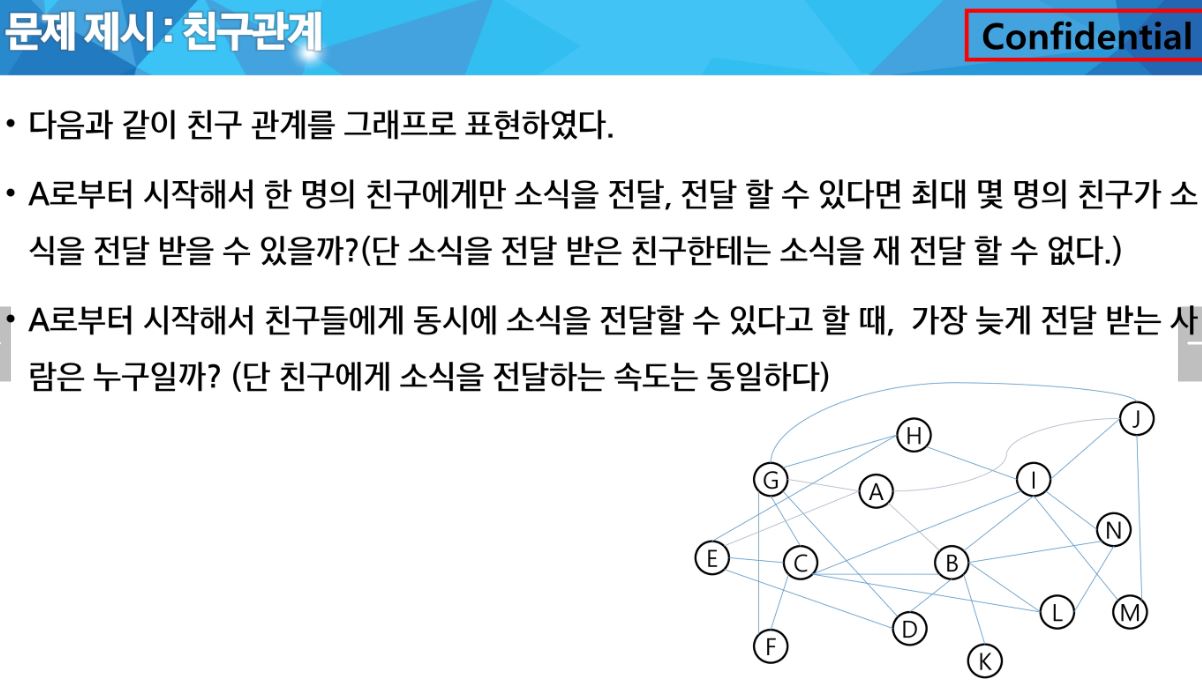 문제 제시 : 친구관계
Confidential
• 다음과 같이 친구 관계를 그래프로 표현하였다.
• A로부터 시작해서 한 명의 친구에게만 소식을 전달, 전달 할 수 있다면 최대 몇 명의 친구가 소
식을 전달 받을 수 있을까?(단 소식을 전달 받은 친구한테는 소식을 재 전달 할 수 없다.)
• A로부터 시작해서 친구들에게 동시에 소식을 전달할 수 있다고 할 때, 가장 늦게 전달 받는 사
람은 누구일까? (단 친구에게 소식을 전달하는 속도는 동일하다)
J
H
G
A
I
N
E
C
B
L
M
D
F
K